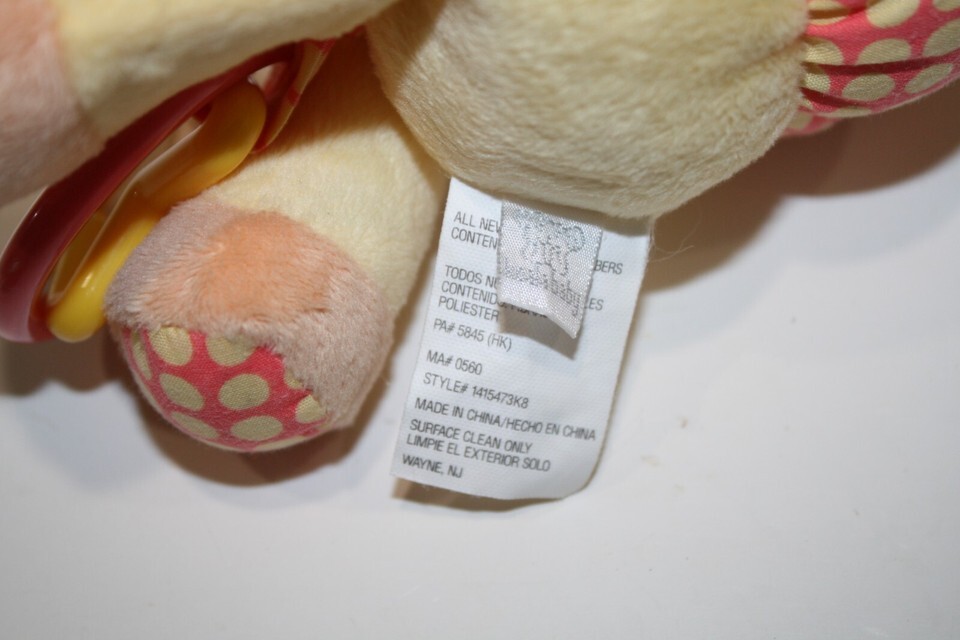 ALL NEW
CONTEN
BERS
TODOS
LES
CONTENID
POLIESTER
PA# 5845 (HK)
MA# 0560
STYLE# 1415473K8
MADE IN CHINA/HECHO EN CHINA
SURFACE CLEAN ONLY
LIMPIE EL EXTERIOR SOLO
WAYNE, NJ